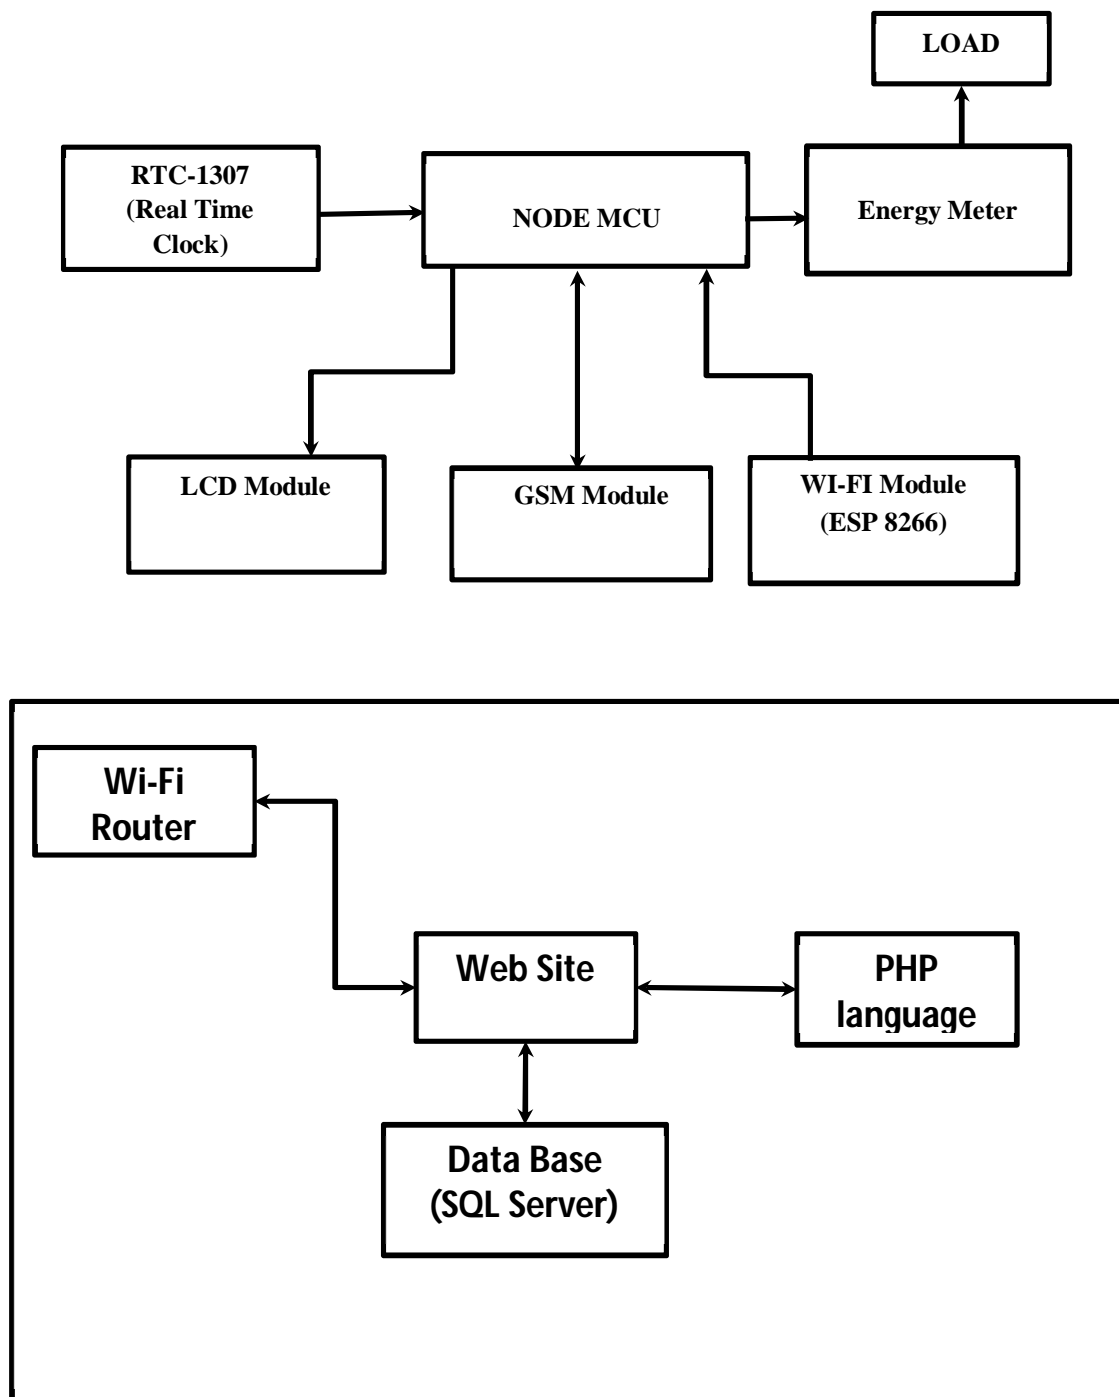 LOAD
RTC-1307
(Real Time
Clock)
NODE MCU
Energy Meter
LCD Module
GSM Module
WI-FI Module
(ESP 8266)
Wi-Fi
Router
Web Site
PHP
language
Data Base
(SQL Server)